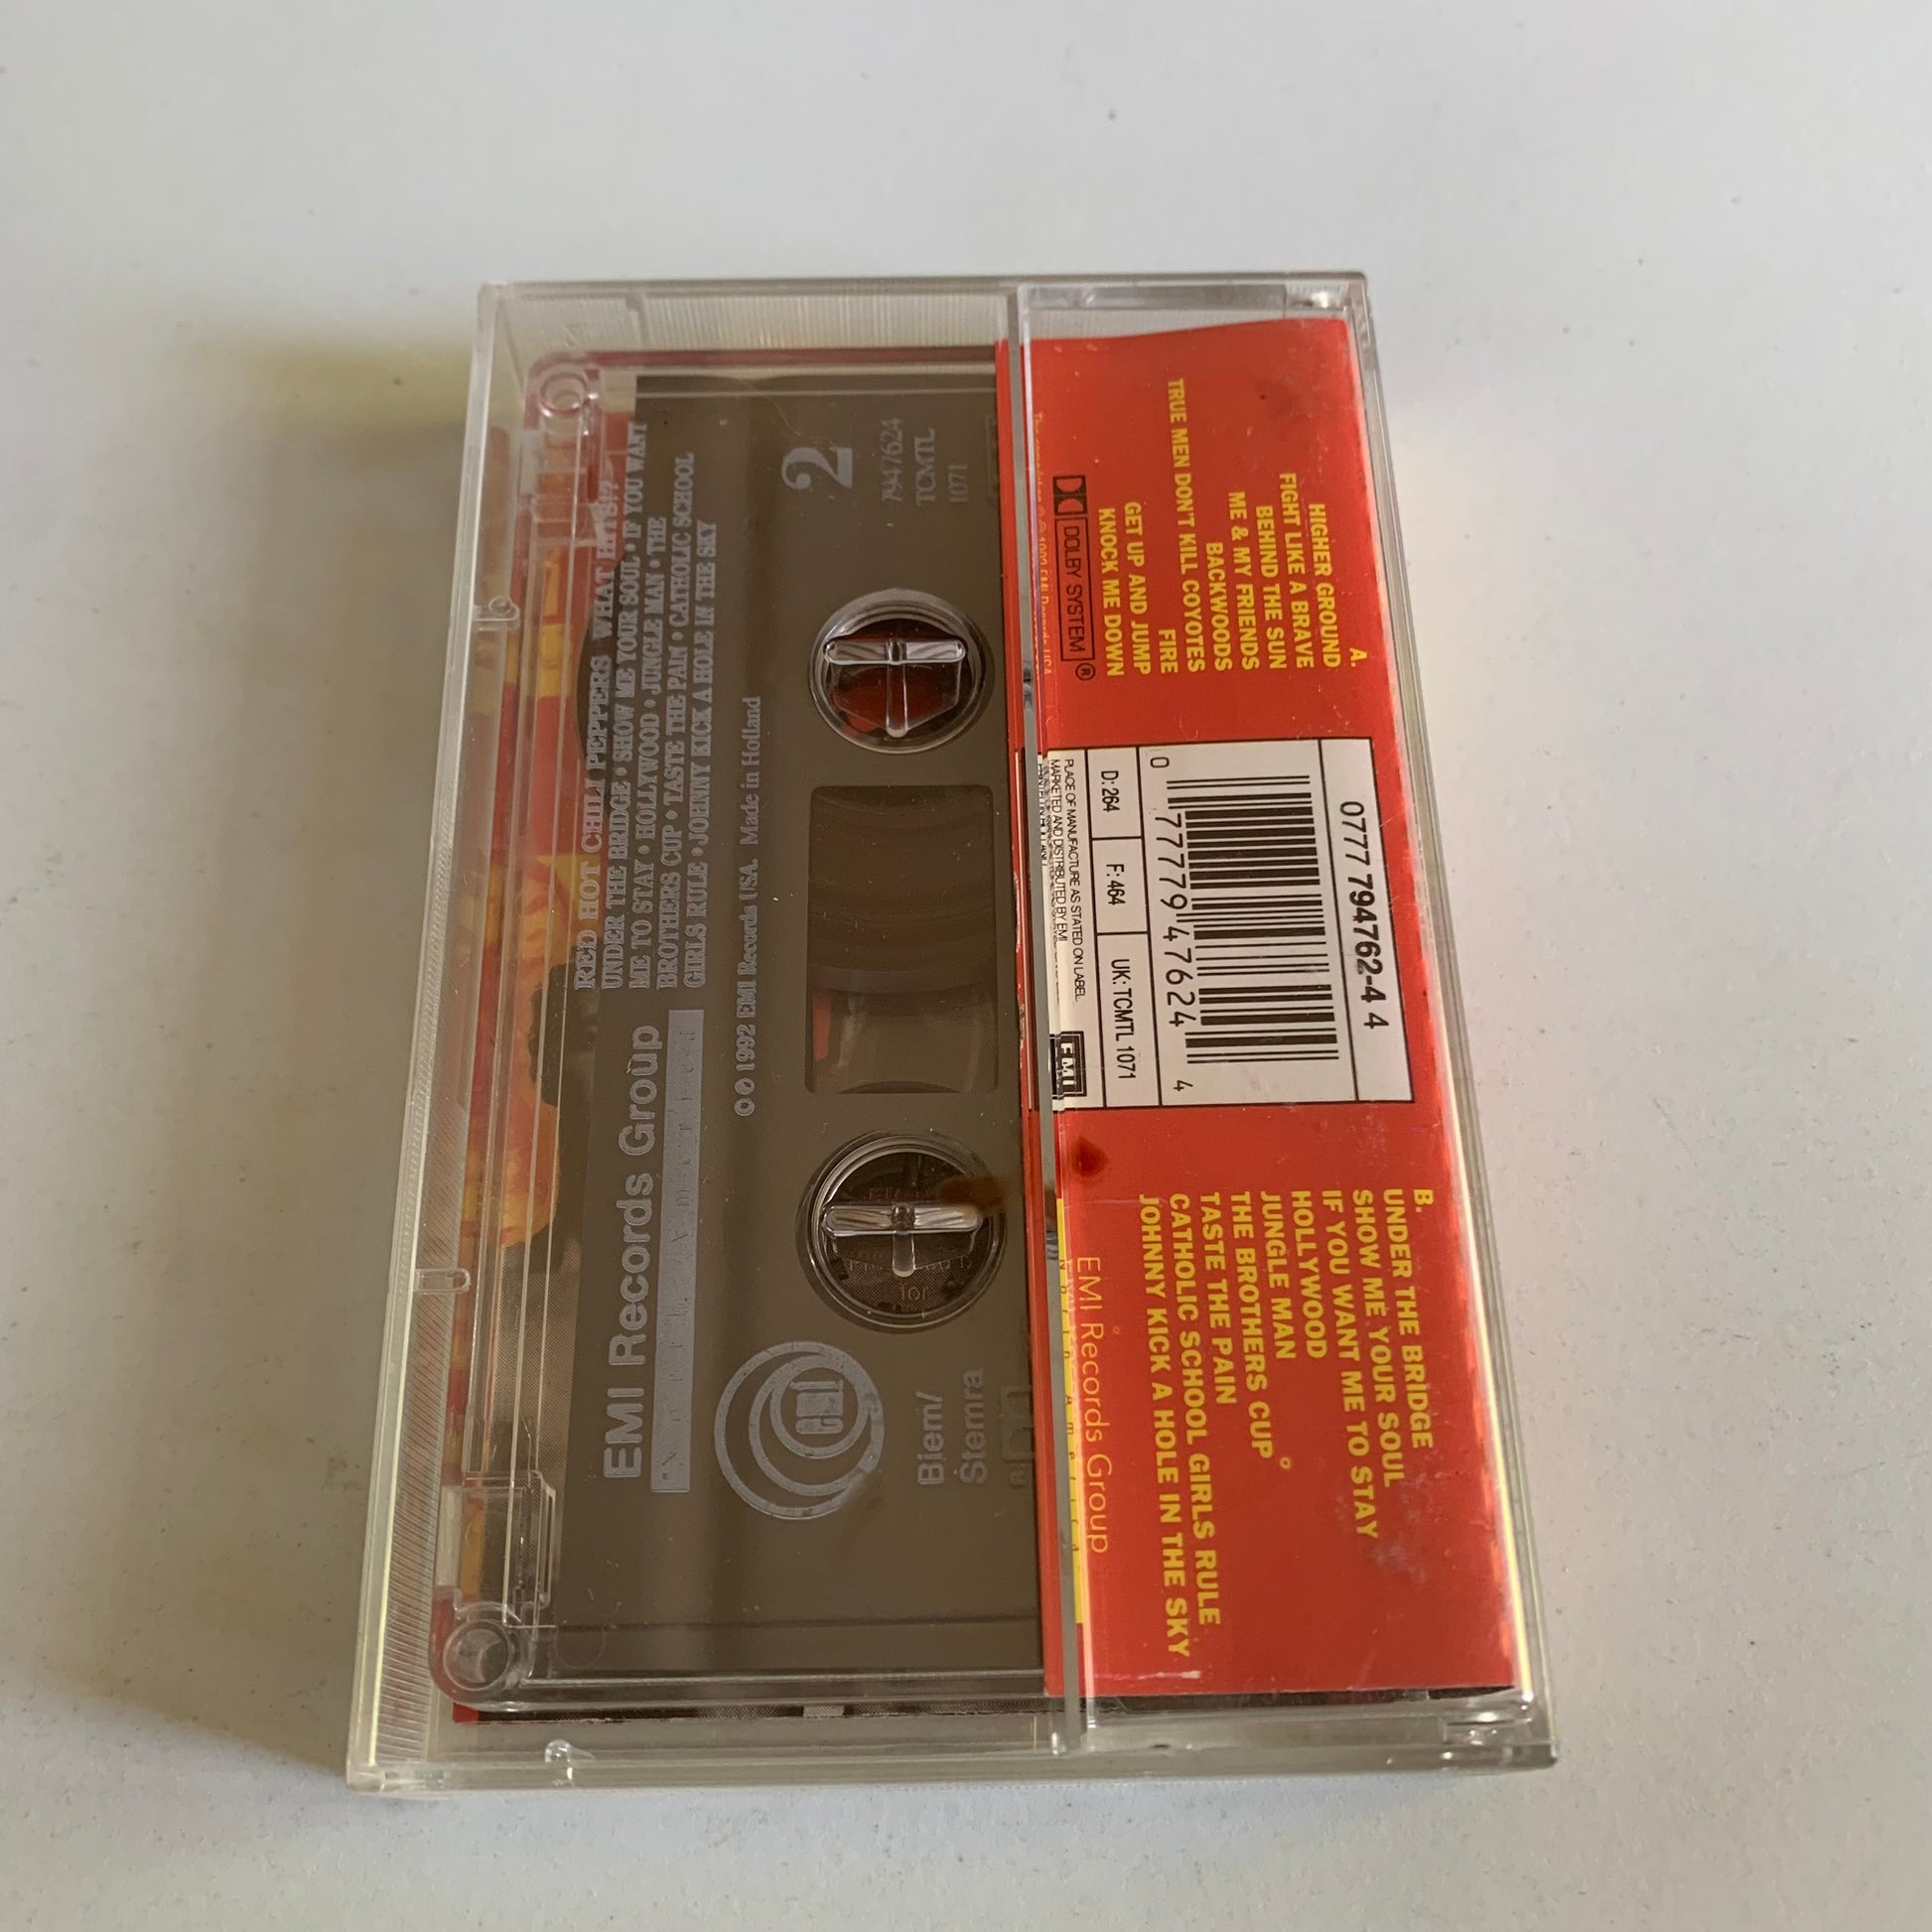 A.
HIGHER GROUND
FIGHT LIKE A BRAVE
BEHIND THE SUN
ME & MY FRIENDS
BACKWOODS
TRUE MEN DON'T KILL COYOTES
FIRE
GET UP AND JUMP
KNOCK ME DOWN
DOLBY SYSTEM ®
0777 794762-4 4
0 77779 47624 4
D: 264
F: 464
UK: TCMTL 1071
PLACE OF MANUFACTURE AS STATED ON LABEL.
MARKETED AND DISTRIBUTED BY EMI
EMI
B.
UNDER THE BRIDGE
SHOW ME YOUR SOUL
IF YOU WANT ME TO STAY
HOLLYWOOD
JUNGLE MAN
THE BROTHERS CUP
TASTE THE PAIN
CATHOLIC SCHOOL GIRLS RULE
JOHNNY KICK A HOLE IN THE SKY
EMI Records Group
RED HOT CHILI PEPPERS WHAT HITS!?
UNDER THE BRIDGE • SHOW ME YOUR SOUL • IF YOU WANT
ME TO STAY • HOLLYWOOD • JUNGLE MAN • THE
BROTHERS CUP • TASTE THE PAIN • CATHOLIC SCHOOL
GIRLS RULE • JOHNNY KICK A HOLE IN THE SKY
℗©1992 EMI Records USA. Made in Holland
2
7947624
TCMTL
1071
EMI Records Group
EMI
Biem/
Stemra